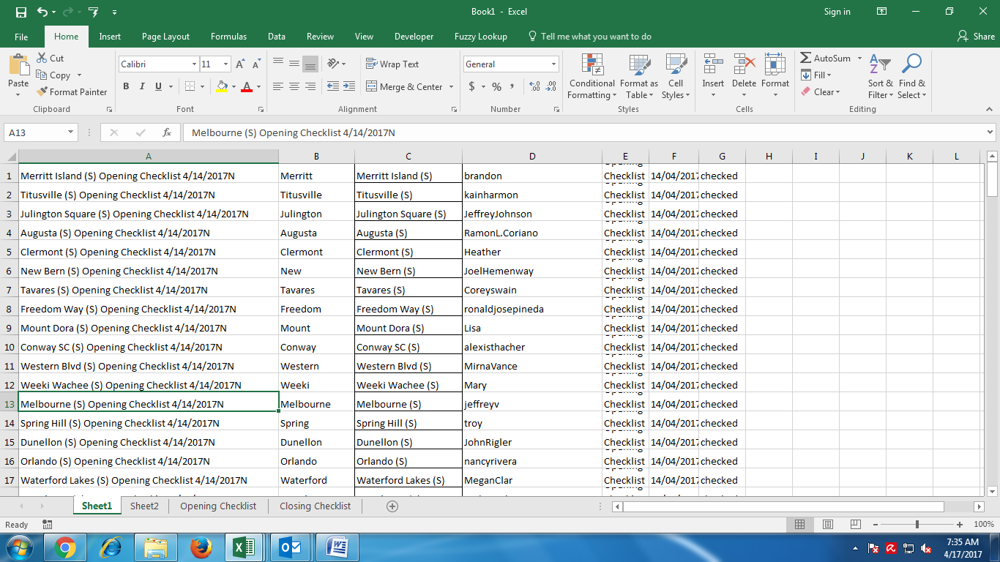 Book1 - Excel
Sign in
File Home Insert Page Layout Formulas Data Review View Developer Fuzzy Lookup Tell me what you want to do Share
Paste
Cut
Copy
Format Painter
Clipboard
Calibri 11
B I U
Font
Wrap Text
Merge & Center
Alignment
General
$ % ,
Number
Conditional Formatting
Format as Table
Cell Styles
Styles
Insert Delete Format
Cells
AutoSum
Fill
Clear
Sort & Filter
Find & Select
Editing
A13 fx Melbourne (S) Opening Checklist 4/14/2017N
A B C D E F G H I J K L
1 Merritt Island (S) Opening Checklist 4/14/2017N Merritt Merritt Island (S) brandon Checklist 14/04/2017 checked
2 Titusville (S) Opening Checklist 4/14/2017N Titusville Titusville (S) kainharmon Checklist 14/04/2017 checked
3 Julington Square (S) Opening Checklist 4/14/2017N Julington Julington Square (S) JeffreyJohnson Checklist 14/04/2017 checked
4 Augusta (S) Opening Checklist 4/14/2017N Augusta Augusta (S) RamonL.Coriano Checklist 14/04/2017 checked
5 Clermont (S) Opening Checklist 4/14/2017N Clermont Clermont (S) Heather Checklist 14/04/2017 checked
6 New Bern (S) Opening Checklist 4/14/2017N New New Bern (S) JoelHemenway Checklist 14/04/2017 checked
7 Tavares (S) Opening Checklist 4/14/2017N Tavares Tavares (S) Coreyswain Checklist 14/04/2017 checked
8 Freedom Way (S) Opening Checklist 4/14/2017N Freedom Freedom Way (S) ronaldjosepineda Checklist 14/04/2017 checked
9 Mount Dora (S) Opening Checklist 4/14/2017N Mount Mount Dora (S) Lisa Checklist 14/04/2017 checked
10 Conway SC (S) Opening Checklist 4/14/2017N Conway Conway SC (S) alexisthacher Checklist 14/04/2017 checked
11 Western Blvd (S) Opening Checklist 4/14/2017N Western Western Blvd (S) MirnaVance Checklist 14/04/2017 checked
12 Weeki Wachee (S) Opening Checklist 4/14/2017N Weeki Weeki Wachee (S) Mary Checklist 14/04/2017 checked
13 Melbourne (S) Opening Checklist 4/14/2017N Melbourne Melbourne (S) jeffreyv Checklist 14/04/2017 checked
14 Spring Hill (S) Opening Checklist 4/14/2017N Spring Spring Hill (S) troy Checklist 14/04/2017 checked
15 Dunellon (S) Opening Checklist 4/14/2017N Dunellon Dunellon (S) JohnRigler Checklist 14/04/2017 checked
16 Orlando (S) Opening Checklist 4/14/2017N Orlando Orlando (S) nancyrivera Checklist 14/04/2017 checked
17 Waterford Lakes (S) Opening Checklist 4/14/2017N Waterford Waterford Lakes (S) MeganClar Checklist 14/04/2017 checked
Sheet1 Sheet2 Opening Checklist Closing Checklist
Ready 100%
7:35 AM
4/17/2017